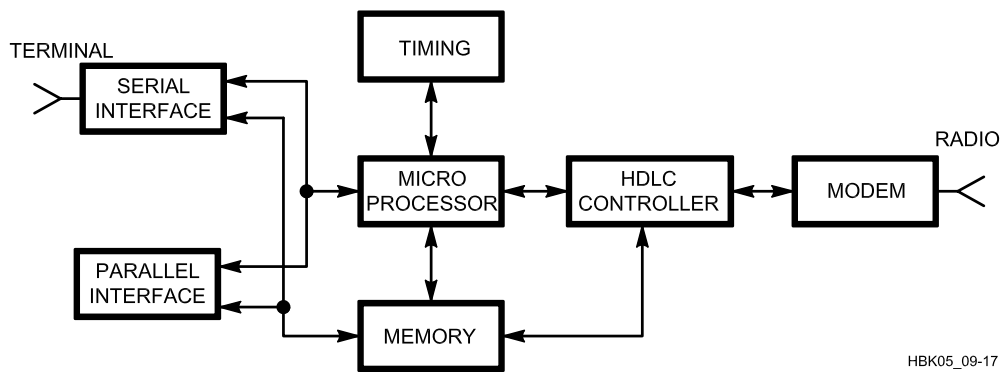 TIMING
TERMINAL
SERIAL
INTERFACE
RADIO
MICRO
PROCESSOR
HDLC
CONTROLLER
MODEM
PARALLEL
INTERFACE
MEMORY
HBK05_09-17